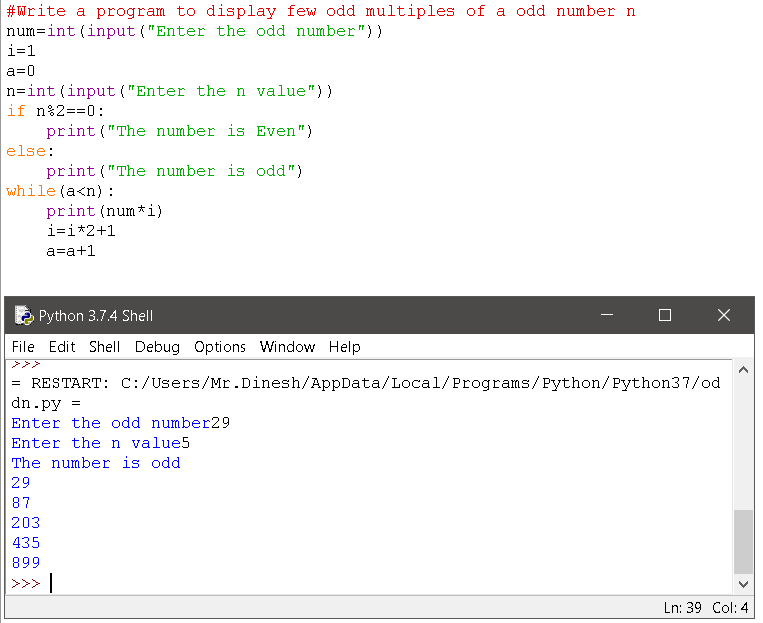 #Write a program to display few odd multiples of a odd number n
num=int(input("Enter the odd number"))
i=1
a=0
n=int(input("Enter the n value"))
if n%2==0:
    print("The number is Even")
else:
    print("The number is odd")
while(a<n):
    print(num*i)
    i=i*2+1
    a=a+1
Python 3.7.4 Shell
File Edit Shell Debug Options Window Help
>>>
= RESTART: C:/Users/Mr.Dinesh/AppData/Local/Programs/Python/Python37/od
dn.py =
Enter the odd number29
Enter the n value5
The number is odd
29
87
203
435
899
>>>
Ln: 39 Col: 4